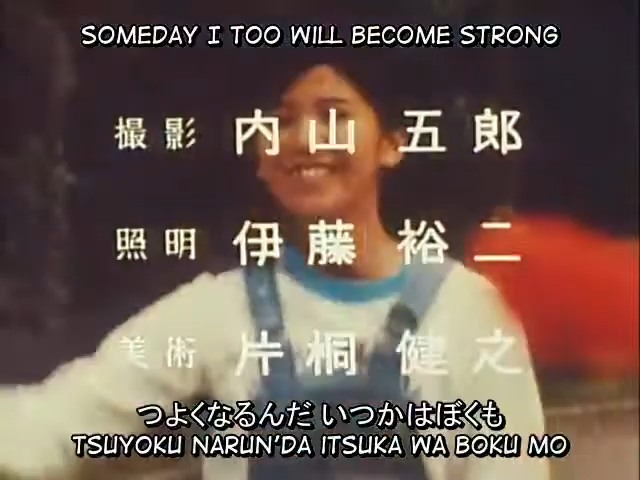 SOMEDAY I TOO WILL BECOME STRONG
撮影 内山五郎
照明 伊藤裕二
美術 片桐健之
つよくなるんだ いつかはぼくも
TSUYOKU NARUN'DA ITSUKA WA BOKU MO